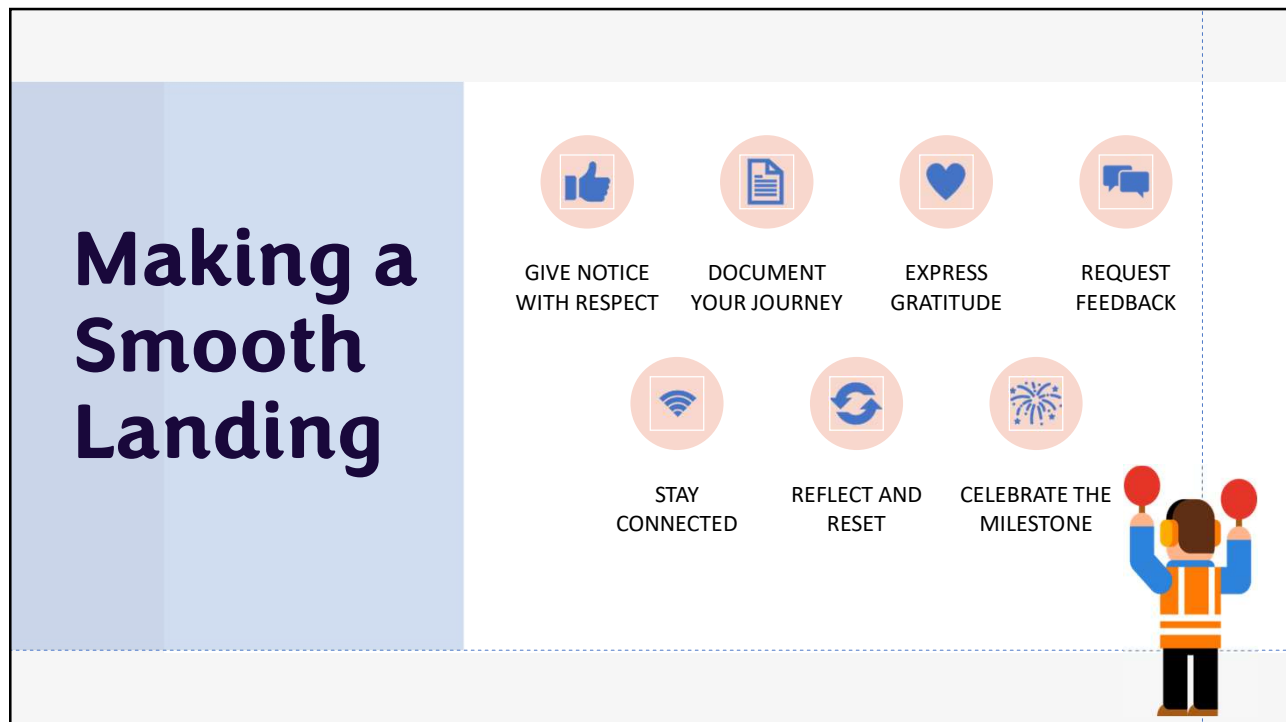 Making a
Smooth
Landing
GIVE NOTICE
WITH RESPECT
DOCUMENT
YOUR JOURNEY
EXPRESS
GRATITUDE
REQUEST
FEEDBACK
STAY
CONNECTED
REFLECT AND
RESET
CELEBRATE THE
MILESTONE